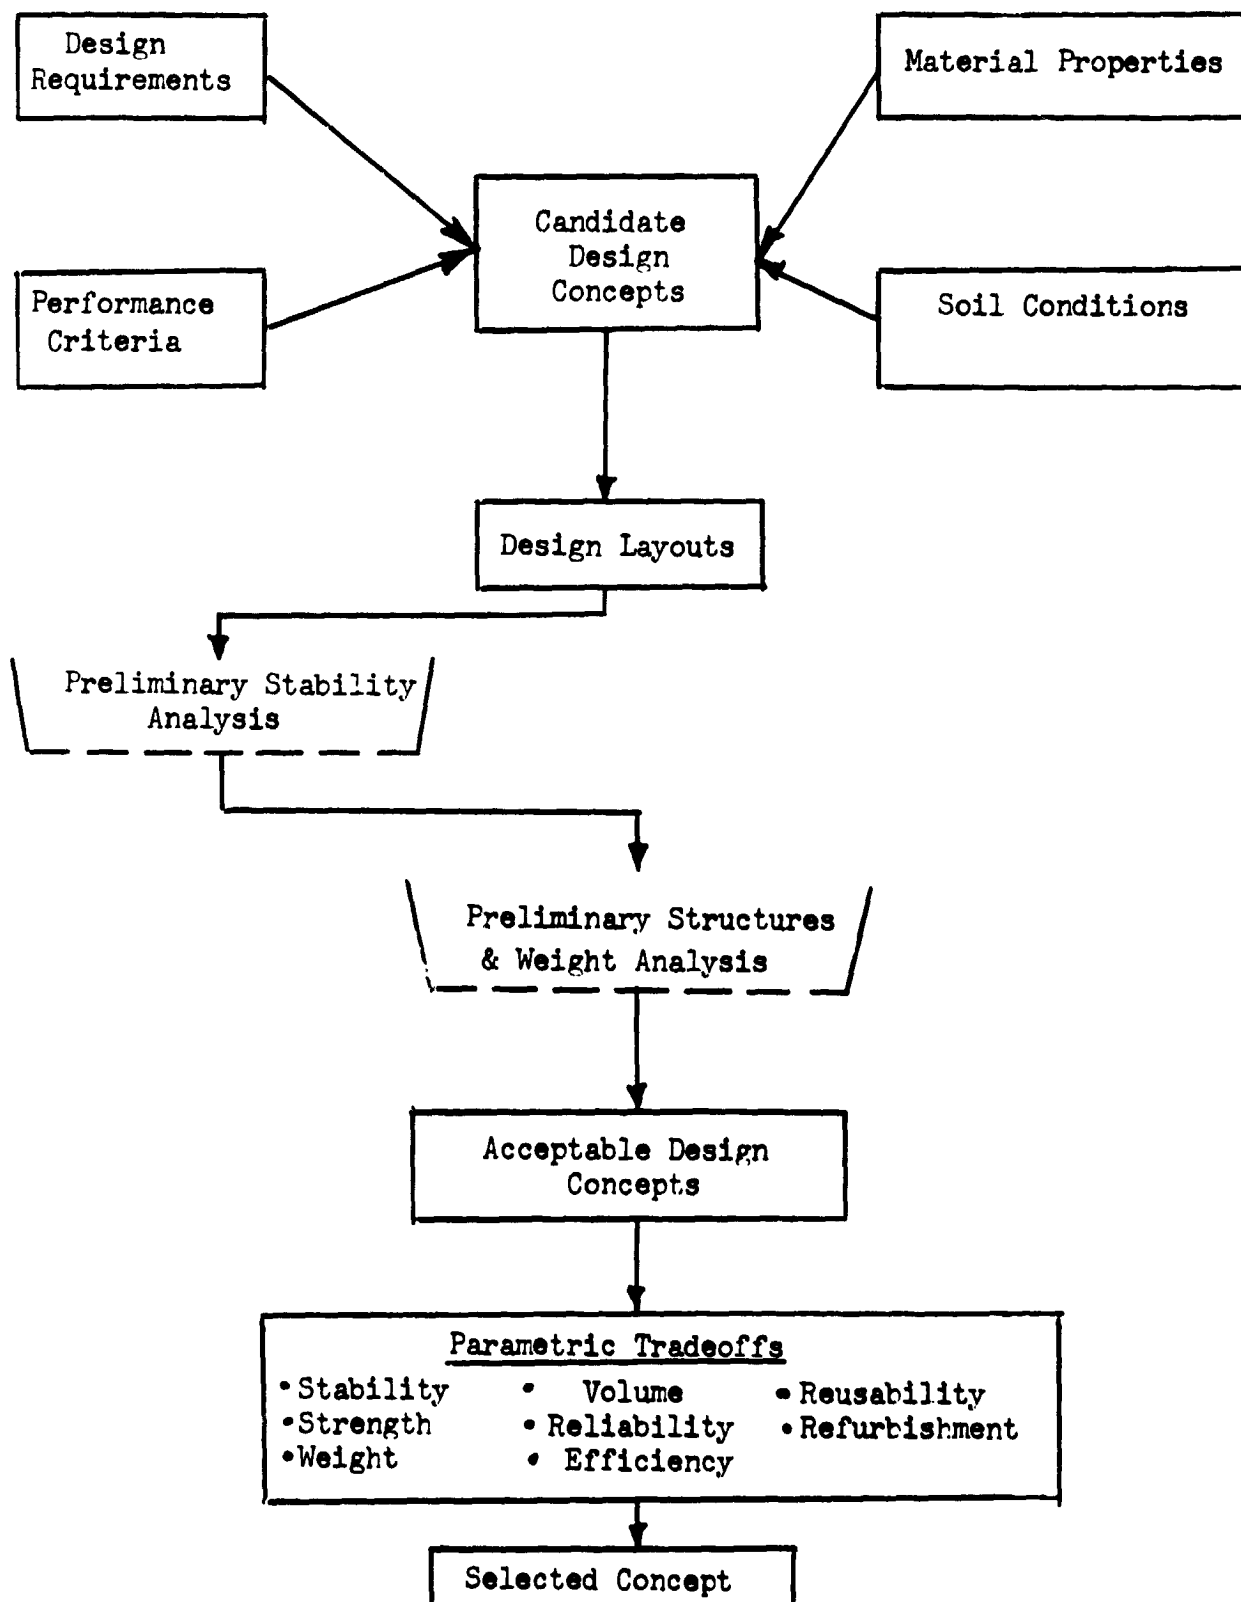 Design
Requirements
Material Properties
Candidate
Design
Concepts
Performance
Criteria
Soil Conditions
Design Layouts
Preliminary Stability
Analysis
Preliminary Structures
& Weight Analysis
Acceptable Design
Concepts
Parametric Tradeoffs
• Stability • Volume • Reusability
• Strength • Reliability • Refurbishment
• Weight • Efficiency
Selected Concept